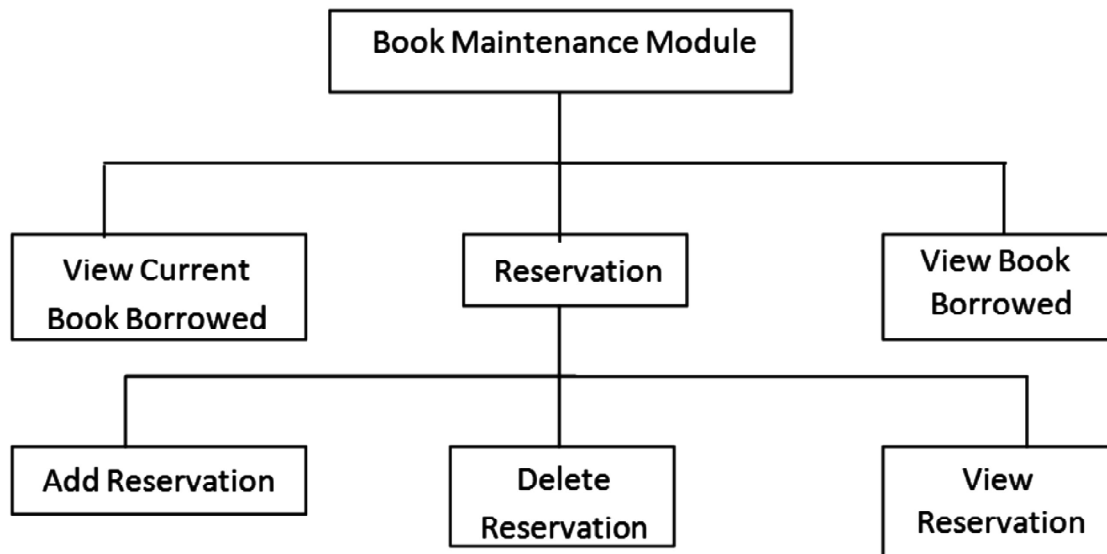 Book Maintenance Module
View Current
Book Borrowed
Reservation
View Book
Borrowed
Add Reservation
Delete
Reservation
View
Reservation